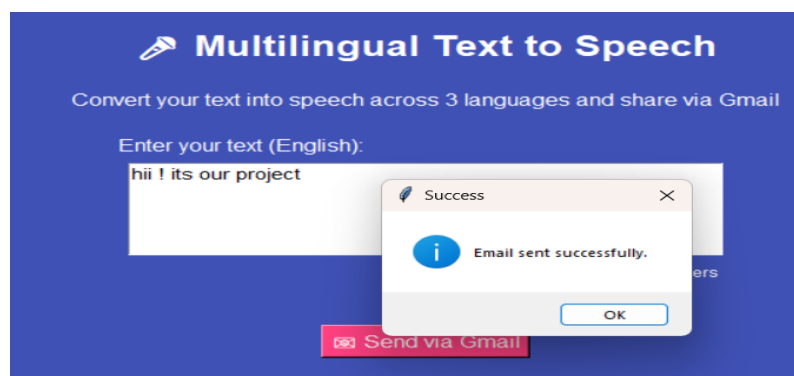 Multilingual Text to Speech
Convert your text into speech across 3 languages and share via Gmail
Enter your text (English):
hii ! its our project
Success
Email sent successfully.
ers
OK
Send via Gmail